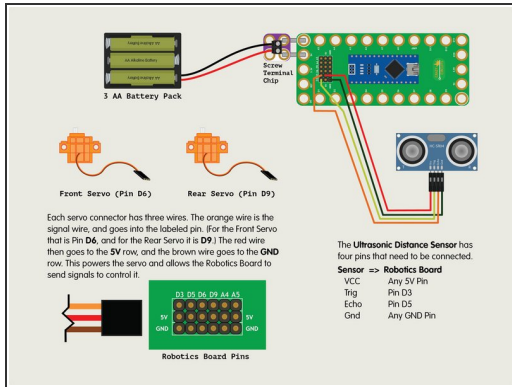 3 AA Battery Pack
Screw
Terminal
Chip
Front Servo (Pin D6)
Rear Servo (Pin D9)
Each servo connector has three wires. The orange wire is the
signal wire, and goes into the labeled pin. (For the Front Servo
that is Pin D6, and for the Rear Servo it is D9.) The red wire
then goes to the 5V row, and the brown wire goes to the GND
row. This powers the servo and allows the Robotics Board to
send signals to control it.
The Ultrasonic Distance Sensor has
four pins that need to be connected.
Sensor => Robotics Board
VCC Any 5V Pin
Trig Pin D3
Echo Pin D5
Gnd Any GND Pin
D3 D5 D6 D9 A4 A5
5V 5V
GND GND
Robotics Board Pins